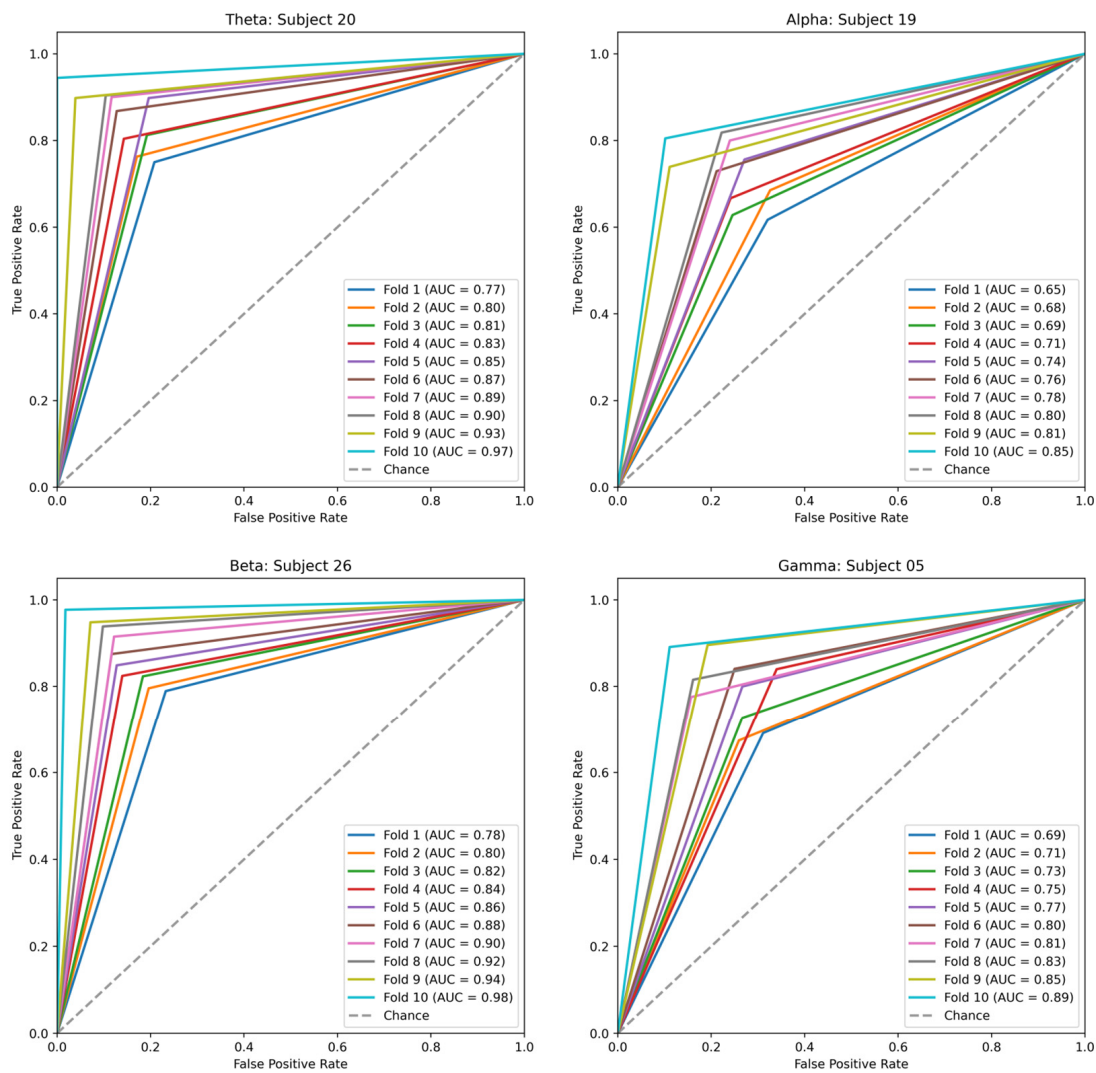 Theta: Subject 20
True Positive Rate
1.0
0.8
0.6
0.4
0.2
0.0
Fold 1 (AUC = 0.77)
Fold 2 (AUC = 0.80)
Fold 3 (AUC = 0.81)
Fold 4 (AUC = 0.83)
Fold 5 (AUC = 0.85)
Fold 6 (AUC = 0.87)
Fold 7 (AUC = 0.89)
Fold 8 (AUC = 0.90)
Fold 9 (AUC = 0.93)
Fold 10 (AUC = 0.97)
Chance
0.0 0.2 0.4 0.6 0.8 1.0
False Positive Rate
Alpha: Subject 19
True Positive Rate
1.0
0.8
0.6
0.4
0.2
0.0
Fold 1 (AUC = 0.65)
Fold 2 (AUC = 0.68)
Fold 3 (AUC = 0.69)
Fold 4 (AUC = 0.71)
Fold 5 (AUC = 0.74)
Fold 6 (AUC = 0.76)
Fold 7 (AUC = 0.78)
Fold 8 (AUC = 0.80)
Fold 9 (AUC = 0.81)
Fold 10 (AUC = 0.85)
Chance
0.0 0.2 0.4 0.6 0.8 1.0
False Positive Rate
Beta: Subject 26
True Positive Rate
1.0
0.8
0.6
0.4
0.2
0.0
Fold 1 (AUC = 0.78)
Fold 2 (AUC = 0.80)
Fold 3 (AUC = 0.82)
Fold 4 (AUC = 0.84)
Fold 5 (AUC = 0.86)
Fold 6 (AUC = 0.88)
Fold 7 (AUC = 0.90)
Fold 8 (AUC = 0.92)
Fold 9 (AUC = 0.94)
Fold 10 (AUC = 0.98)
Chance
0.0 0.2 0.4 0.6 0.8 1.0
False Positive Rate
Gamma: Subject 05
True Positive Rate
1.0
0.8
0.6
0.4
0.2
0.0
Fold 1 (AUC = 0.69)
Fold 2 (AUC = 0.71)
Fold 3 (AUC = 0.73)
Fold 4 (AUC = 0.75)
Fold 5 (AUC = 0.77)
Fold 6 (AUC = 0.80)
Fold 7 (AUC = 0.81)
Fold 8 (AUC = 0.83)
Fold 9 (AUC = 0.85)
Fold 10 (AUC = 0.89)
Chance
0.0 0.2 0.4 0.6 0.8 1.0
False Positive Rate